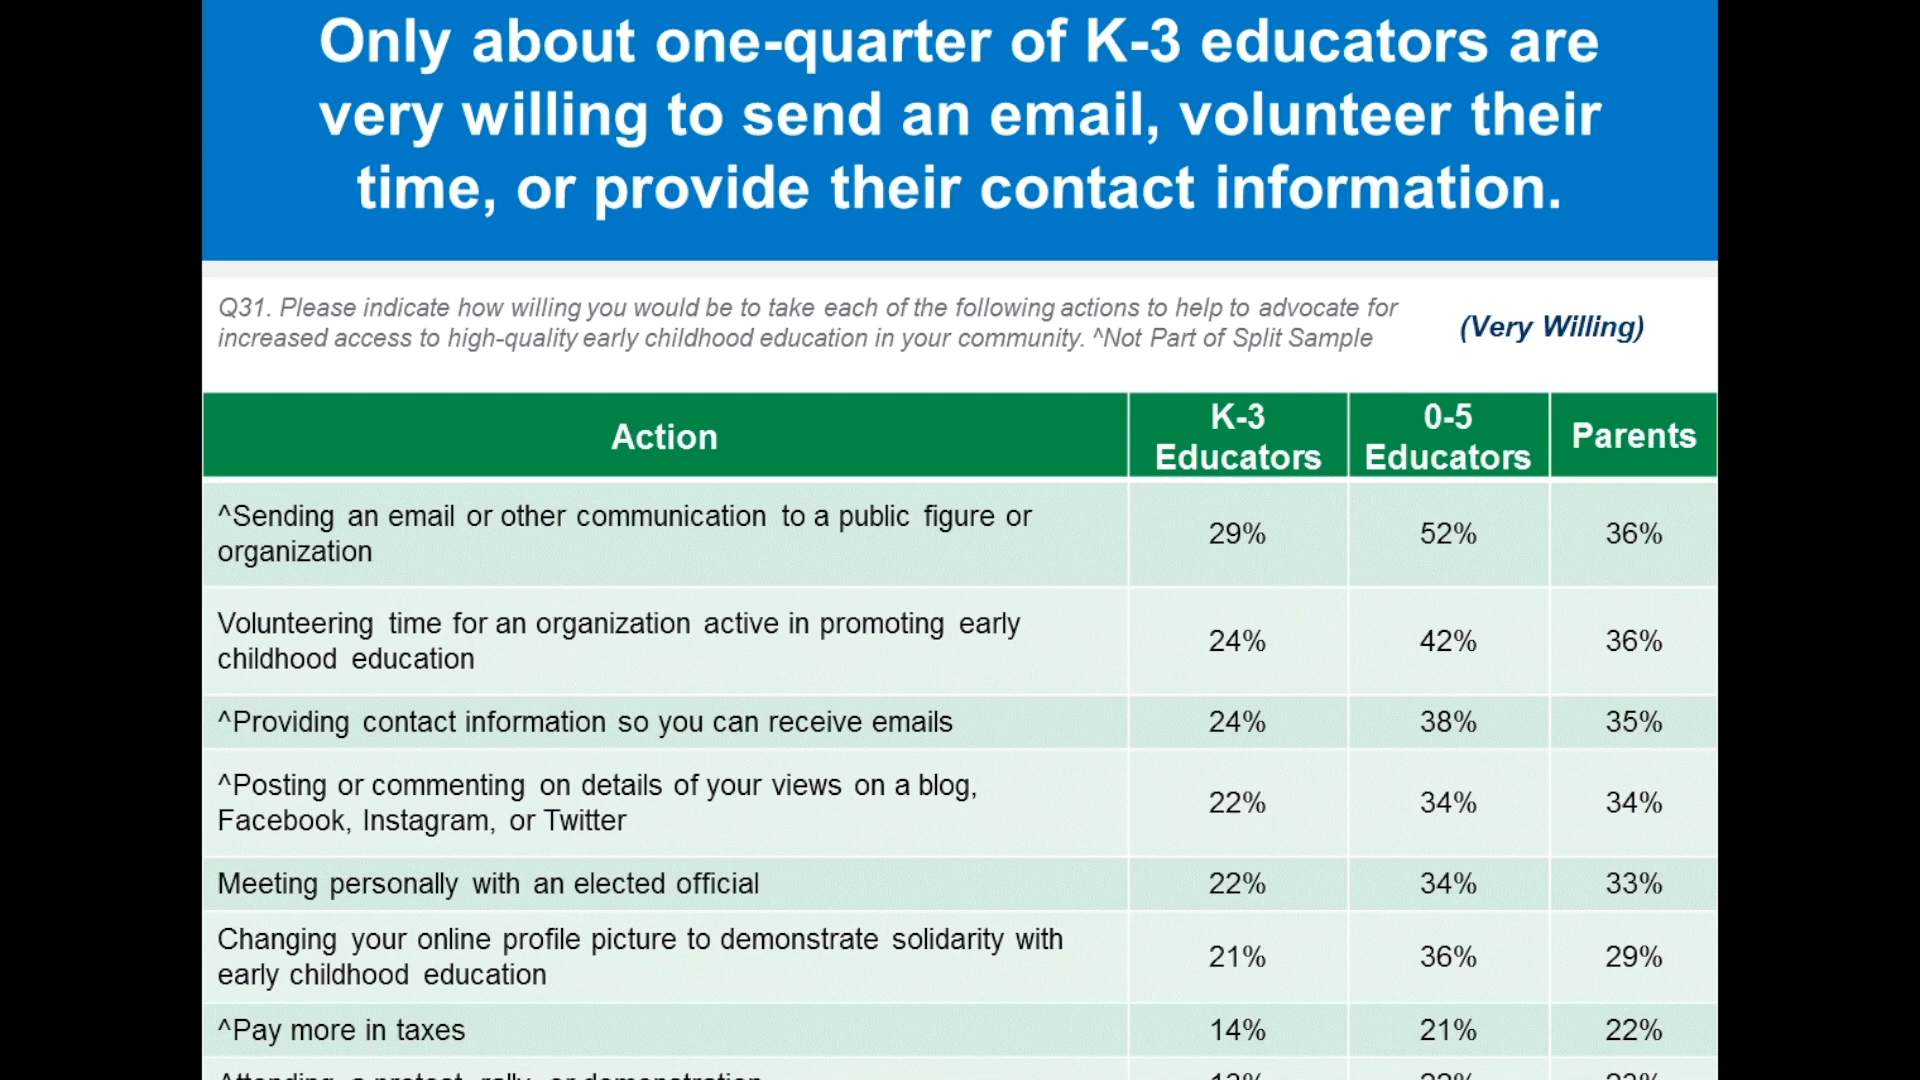 Only about one-quarter of K-3 educators are
very willing to send an email, volunteer their
time, or provide their contact information.
Q31. Please indicate how willing you would be to take each of the following actions to help to advocate for
increased access to high-quality early childhood education in your community. ^Not Part of Split Sample
(Very Willing)
Action
K-3
Educators
0-5
Educators
Parents
^Sending an email or other communication to a public figure or
organization
29%
52%
36%
Volunteering time for an organization active in promoting early
childhood education
24%
42%
36%
^Providing contact information so you can receive emails
24%
38%
35%
^Posting or commenting on details of your views on a blog,
Facebook, Instagram, or Twitter
22%
34%
34%
Meeting personally with an elected official
22%
34%
33%
Changing your online profile picture to demonstrate solidarity with
early childhood education
21%
36%
29%
^Pay more in taxes
14%
21%
22%
Attending a protest, rally, or demonstration